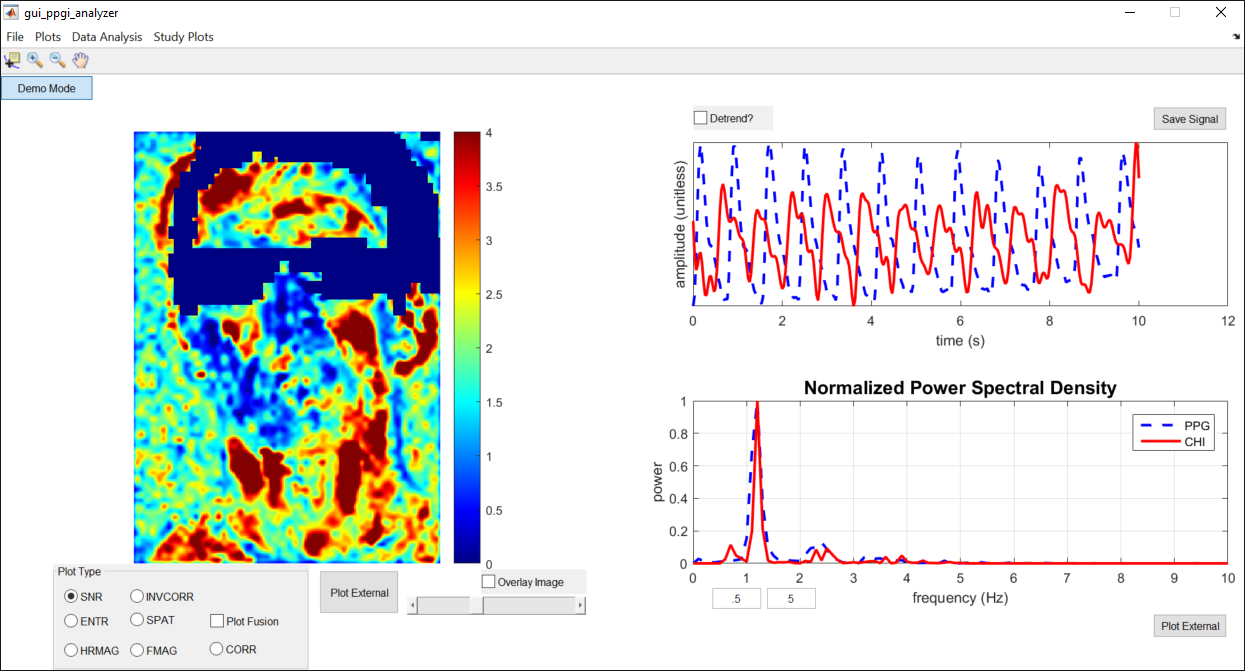 gui_ppgi_analyzer
File Plots Data Analysis Study Plots
Demo Mode
4
3.5
3
2.5
2
1.5
1
0.5
0
Plot Type
SNR INVCORR
ENTR SPAT Plot Fusion
HRMAG FMAG CORR
Plot External
Overlay Image
Detrend?
Save Signal
amplitude (unitless)
0 2 4 6 8 10 12
time (s)
Normalized Power Spectral Density
PPG
CHI
power
1
0.8
0.6
0.4
0.2
0
0 1 2 3 4 5 6 7 8 9 10
.5 5
frequency (Hz)
Plot External